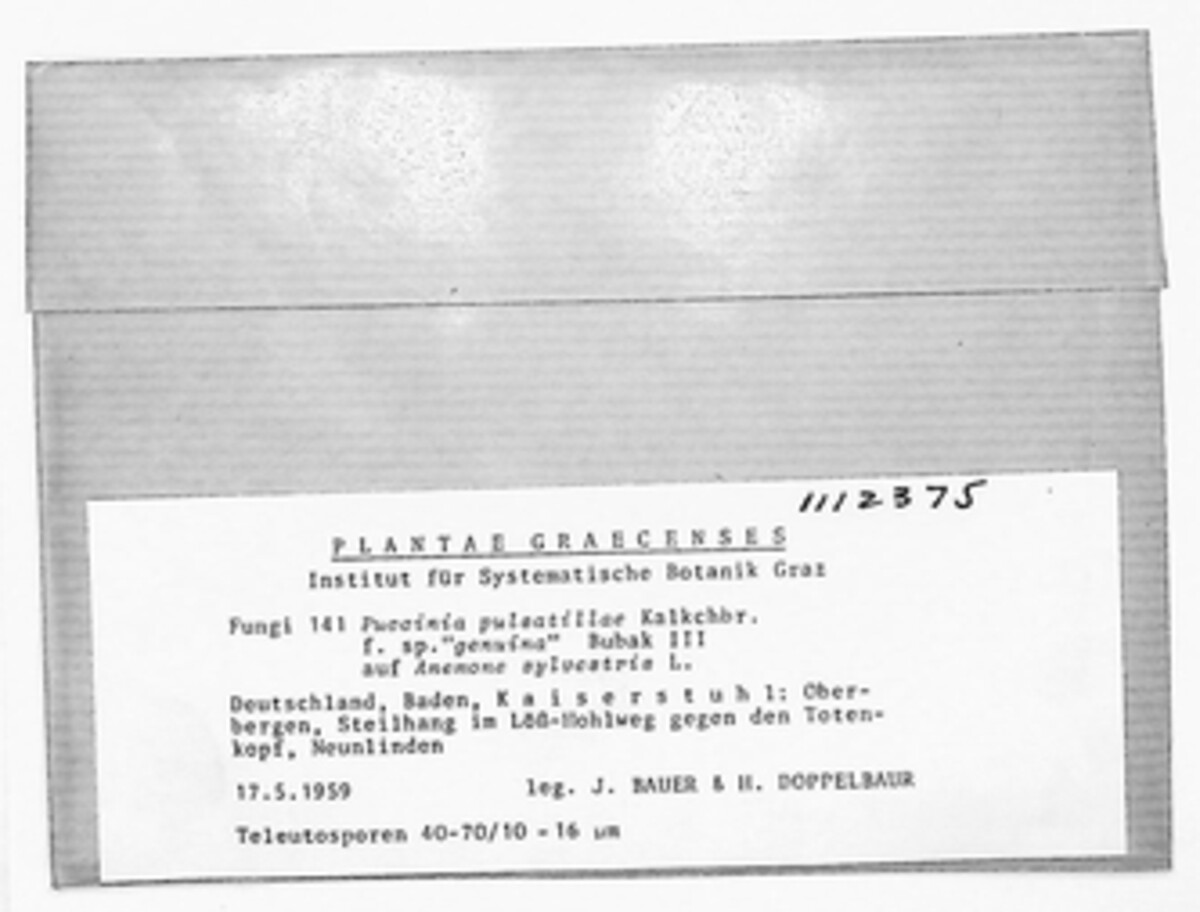 1112375
PLANTAE GRAECENSES
Institut für Systematische Botanik Graz
Fungi 141 Puccinia pulsatillae Kalkchbr.
f. sp."genuina" Bubak III
auf Anemone sylvestris L.
Deutschland, Baden, Kaiserstuhl: Ober-
bergen, Steilhang im Löß-Hohlweg gegen den Toten-
kopf, Neunlinden
17.5.1959 leg. J. BAUER & H. DOPPELBAUR
Teleutosporen 40-70/10 - 16 µm